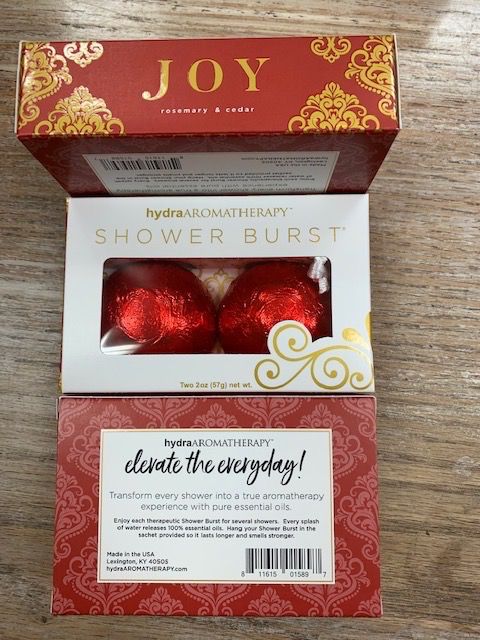 JOY
rosemary & cedar
hydraAROMATHERAPY™
SHOWER BURST®
Two 2oz (57g) net wt.
hydraAROMATHERAPY™
elevate the everyday!
Transform every shower into a true aromatherapy
experience with pure essential oils.
Enjoy each therapeutic Shower Burst for several showers. Every splash
of water releases 100% essential oils. Hang your Shower Burst in the
sachet provided so it lasts longer and smells stronger.
Made in the USA
Lexington, KY 40503
hydraAROMATHERAPY.com
8 11615 01589 7